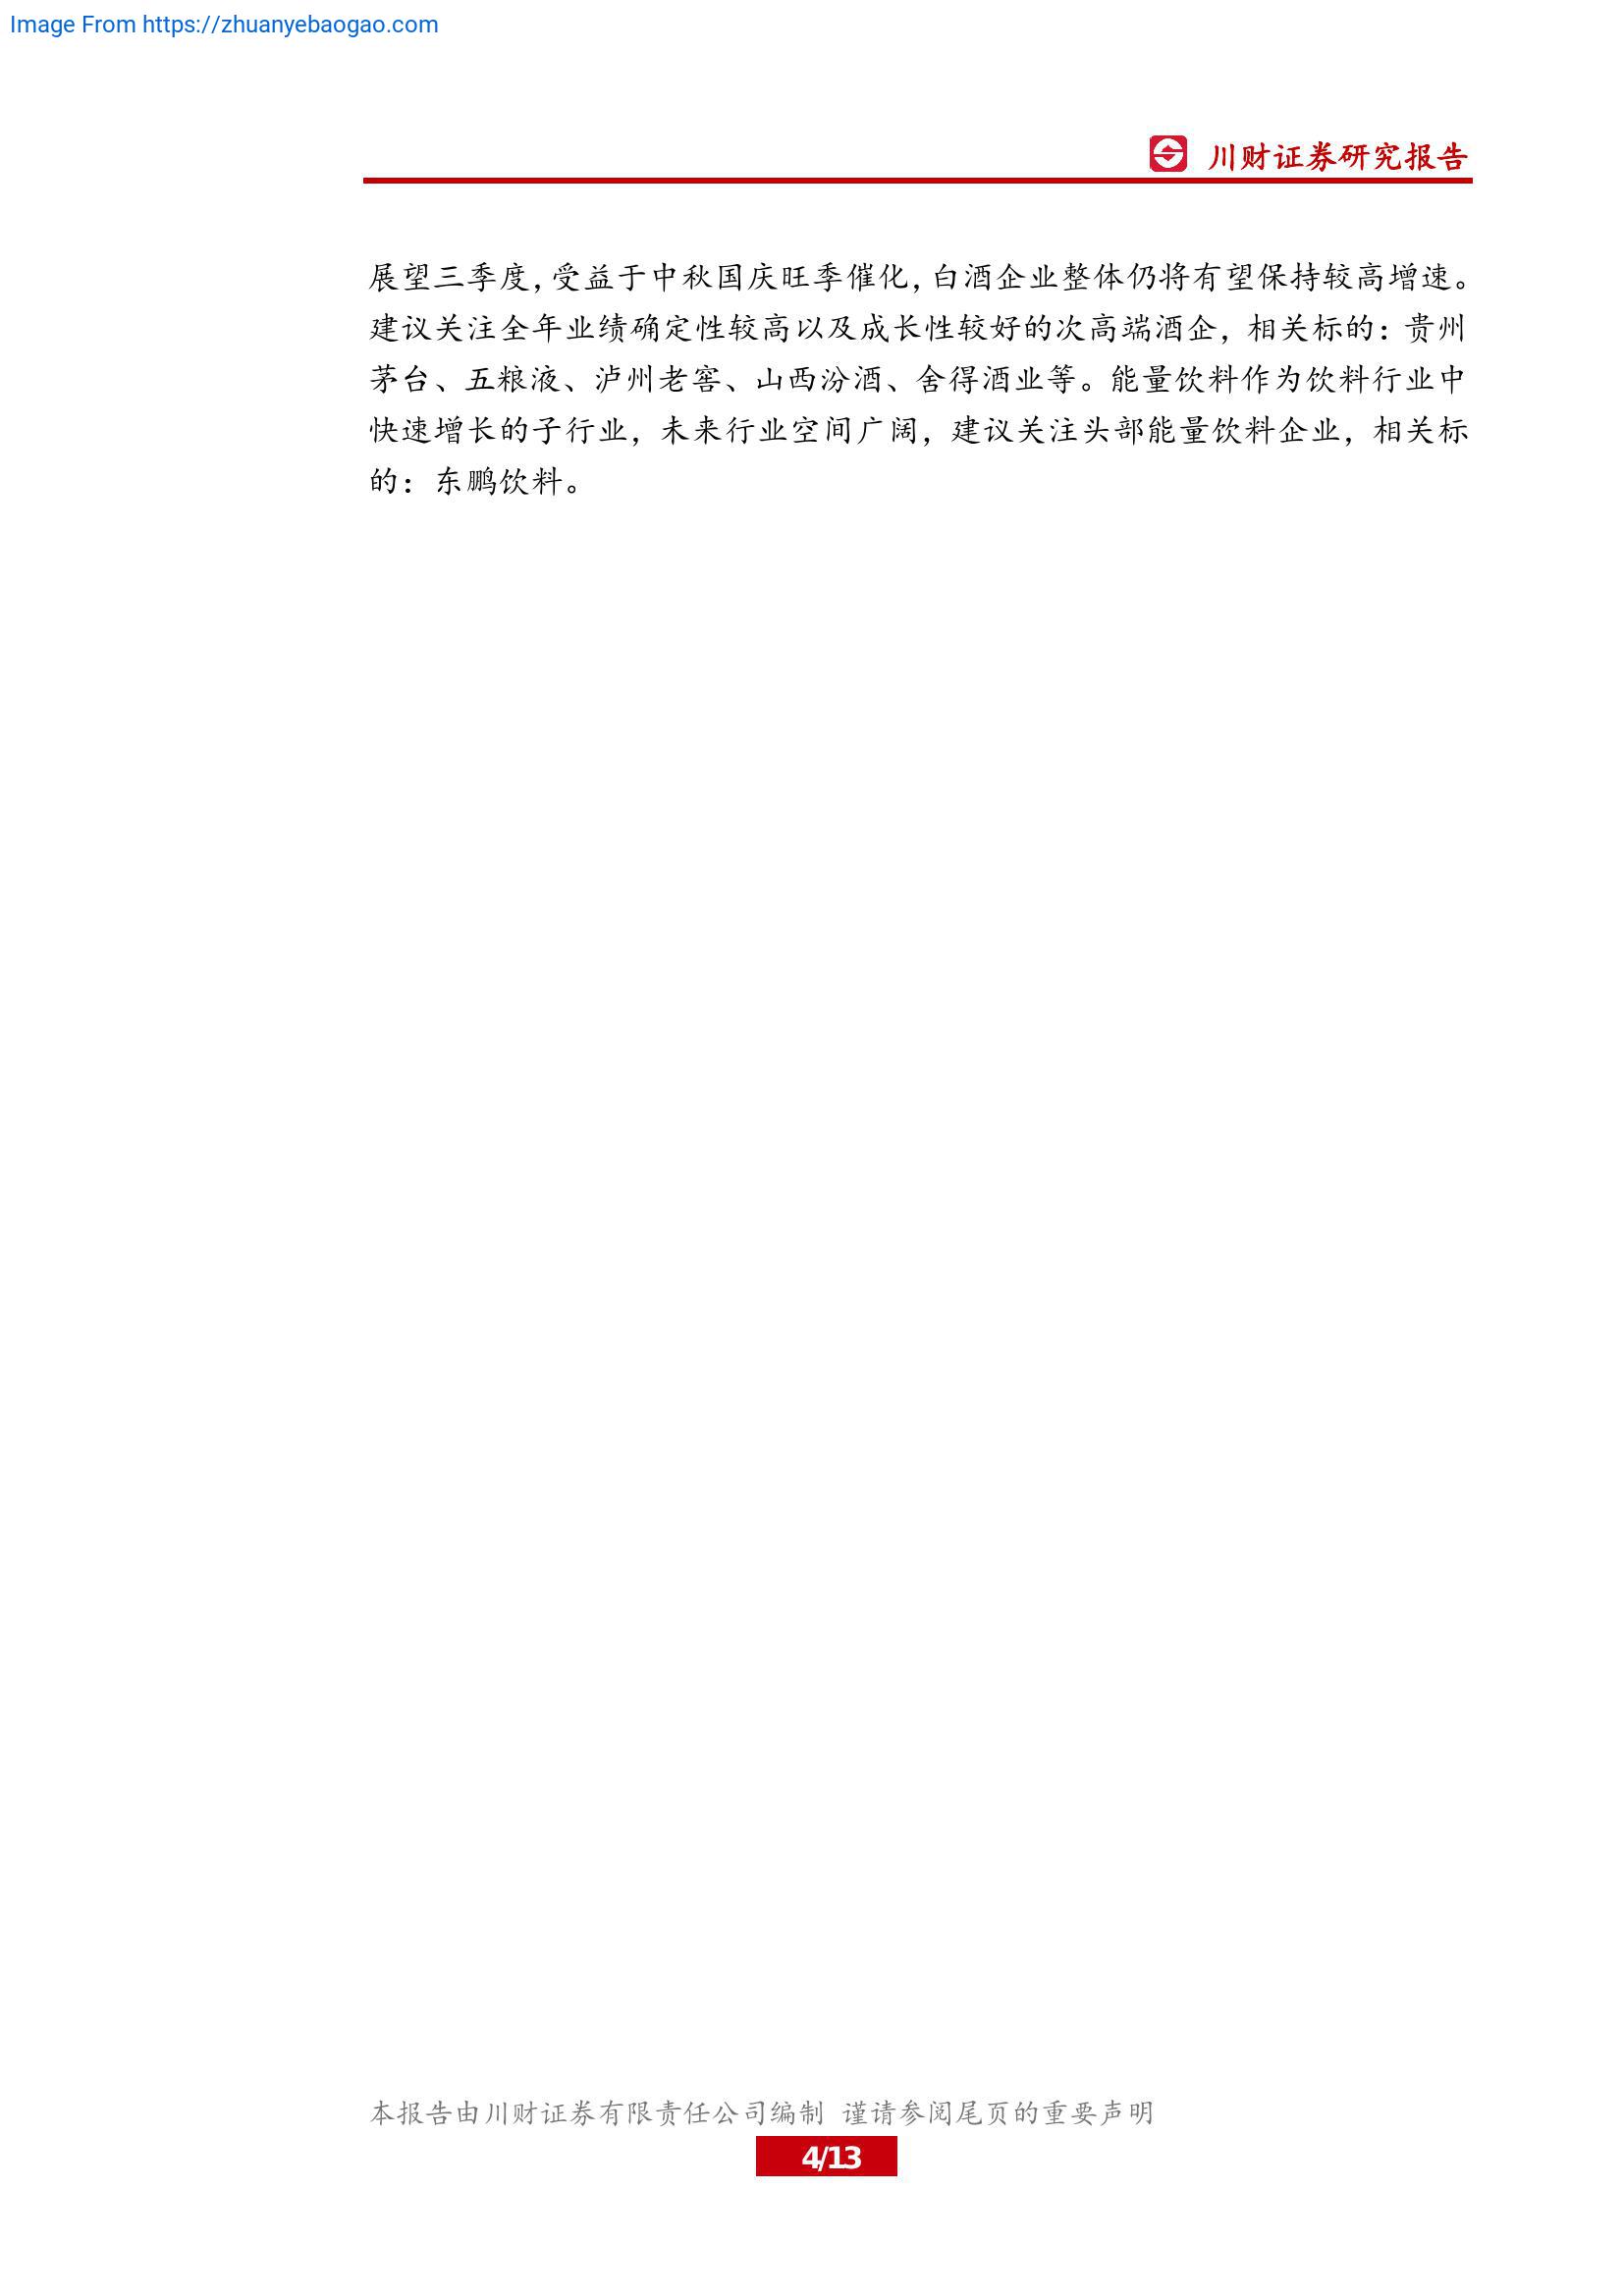 Image From https://zhuanyebaogao.com
川财证券研究报告
展望三季度，受益于中秋国庆旺季催化，白酒企业整体仍将有望保持较高增速。
建议关注全年业绩确定性较高以及成长性较好的次高端酒企，相关标的：贵州
茅台、五粮液、泸州老窖、山西汾酒、舍得酒业等。能量饮料作为饮料行业中
快速增长的子行业，未来行业空间广阔，建议关注头部能量饮料企业，相关标
的：东鹏饮料。
本报告由川财证券有限责任公司编制 谨请参阅尾页的重要声明
4/13